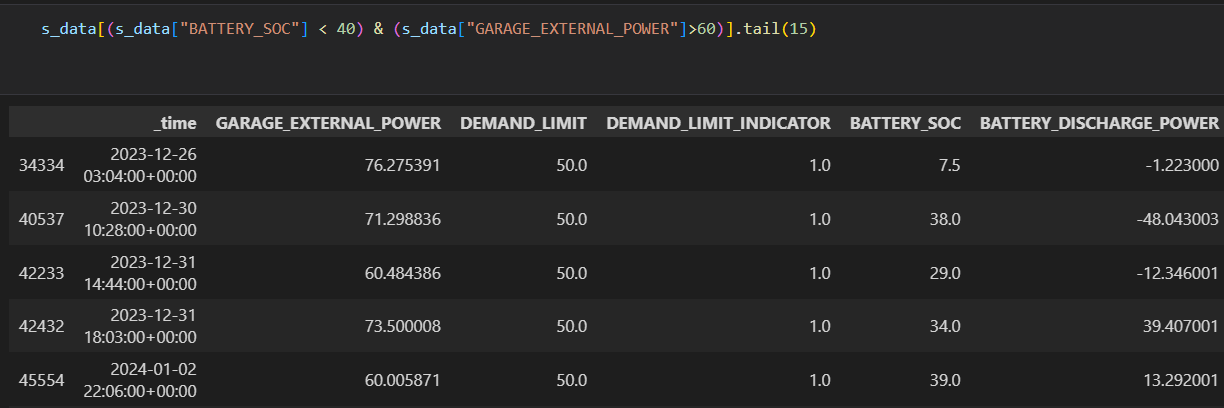 s_data[(s_data["BATTERY_SOC"] < 40) & (s_data["GARAGE_EXTERNAL_POWER"]>60)].tail(15)
_time GARAGE_EXTERNAL_POWER DEMAND_LIMIT DEMAND_LIMIT_INDICATOR BATTERY_SOC BATTERY_DISCHARGE_POWER
34334 2023-12-26 03:04:00+00:00 76.275391 50.0 1.0 7.5 -1.223000
40537 2023-12-30 10:28:00+00:00 71.298836 50.0 1.0 38.0 -48.043003
42233 2023-12-31 14:44:00+00:00 60.484386 50.0 1.0 29.0 -12.346001
42432 2023-12-31 18:03:00+00:00 73.500008 50.0 1.0 34.0 39.407001
45554 2024-01-02 22:06:00+00:00 60.005871 50.0 1.0 39.0 13.292001